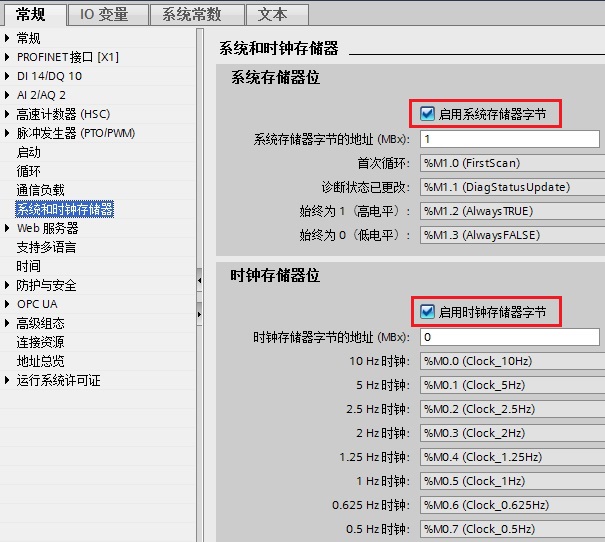 常规 IO 变量 系统常数 文本
常规
PROFINET接口 [X1]
DI 14/DQ 10
AI 2/AQ 2
高速计数器 (HSC)
脉冲发生器 (PTO/PWM)
启动
循环
通信负载
系统和时钟存储器
Web 服务器
支持多语言
时间
防护与安全
OPC UA
高级组态
连接资源
地址总览
运行系统许可证
系统和时钟存储器
系统存储器位
启用系统存储器字节
系统存储器字节的地址 (MBx): 1
首次循环: %M1.0 (FirstScan)
诊断状态已更改: %M1.1 (DiagStatusUpdate)
始终为 1（高电平）: %M1.2 (AlwaysTRUE)
始终为 0（低电平）: %M1.3 (AlwaysFALSE)
时钟存储器位
启用时钟存储器字节
时钟存储器字节的地址 (MBx): 0
10 Hz 时钟: %M0.0 (Clock_10Hz)
5 Hz 时钟: %M0.1 (Clock_5Hz)
2.5 Hz 时钟: %M0.2 (Clock_2.5Hz)
2 Hz 时钟: %M0.3 (Clock_2Hz)
1.25 Hz 时钟: %M0.4 (Clock_1.25Hz)
1 Hz 时钟: %M0.5 (Clock_1Hz)
0.625 Hz 时钟: %M0.6 (Clock_0.625Hz)
0.5 Hz 时钟: %M0.7 (Clock_0.5Hz)